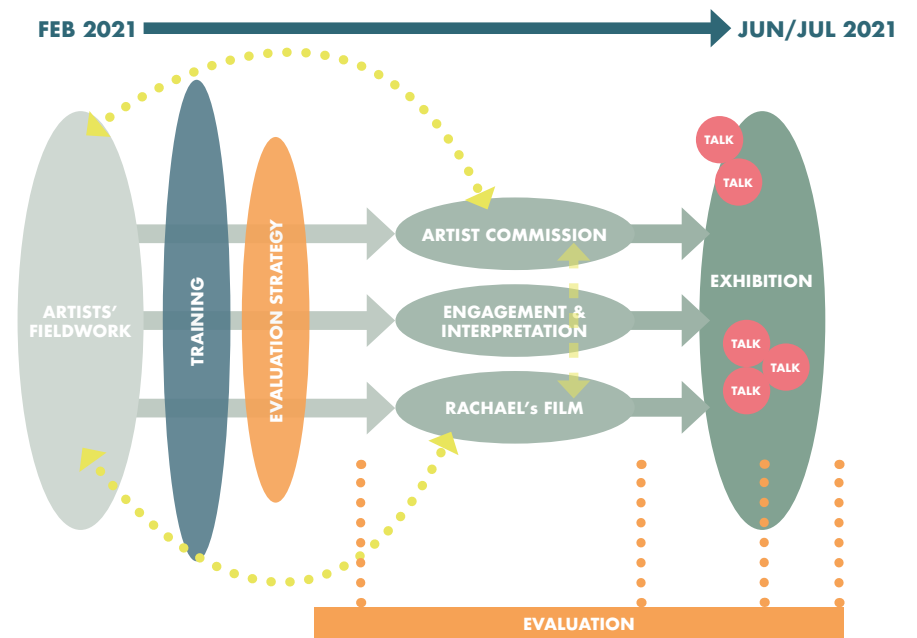 FEB 2021
JUN/JUL 2021
ARTISTS'
FIELDWORK
TRAINING
EVALUATION STRATEGY
ARTIST COMMISSION
ENGAGEMENT &
INTERPRETATION
RACHAEL's FILM
TALK
TALK
EXHIBITION
TALK
TALK
TALK
EVALUATION